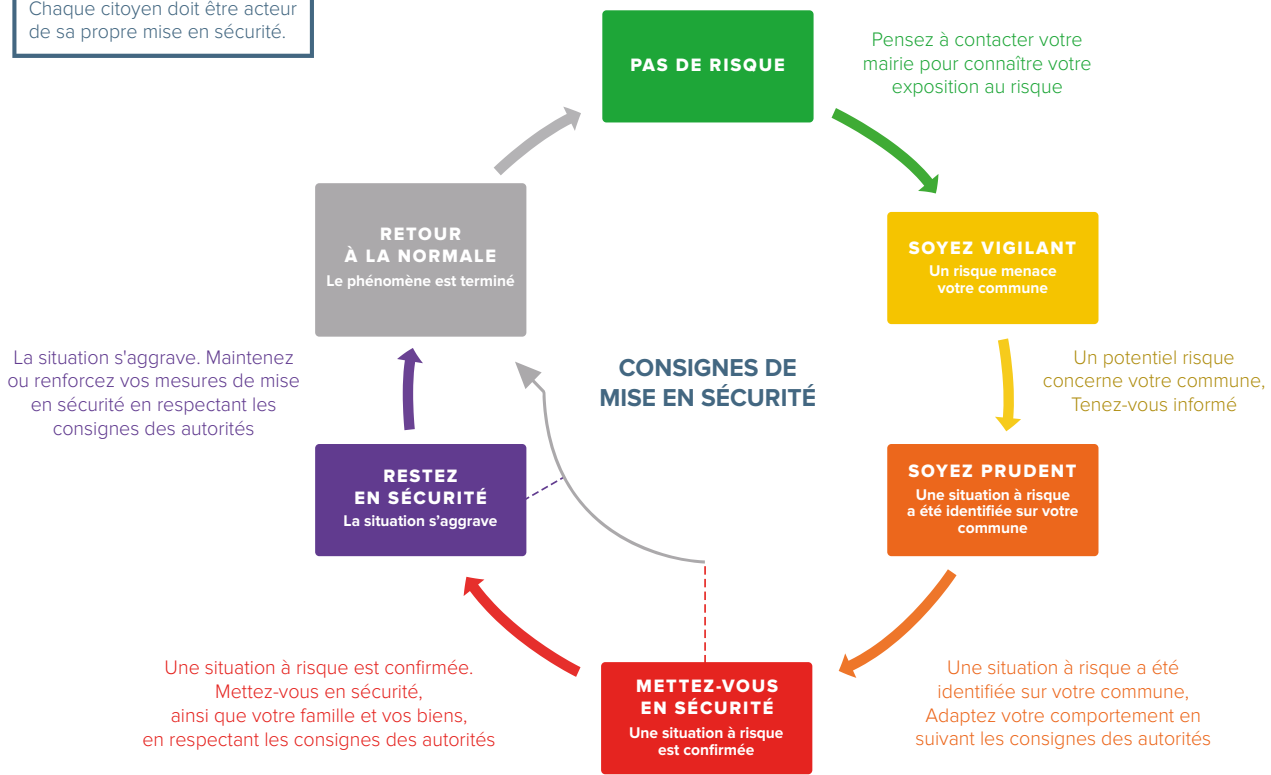 Chaque citoyen doit être acteur
de sa propre mise en sécurité.
PAS DE RISQUE
Pensez à contacter votre
mairie pour connaître votre
exposition au risque
SOYEZ VIGILANT
Un risque menace
votre commune
Un potentiel risque
concerne votre commune,
Tenez-vous informé
SOYEZ PRUDENT
Une situation à risque
a été identifiée sur votre
commune
Une situation à risque a été
identifiée sur votre commune,
Adaptez votre comportement en
suivant les consignes des autorités
METTEZ-VOUS
EN SÉCURITÉ
Une situation à risque
est confirmée
Une situation à risque est confirmée.
Mettez-vous en sécurité,
ainsi que votre famille et vos biens,
en respectant les consignes des autorités
RESTEZ
EN SÉCURITÉ
La situation s’aggrave
La situation s'aggrave. Maintenez
ou renforcez vos mesures de mise
en sécurité en respectant les
consignes des autorités
RETOUR
À LA NORMALE
Le phénomène est terminé
CONSIGNES DE
MISE EN SÉCURITÉ